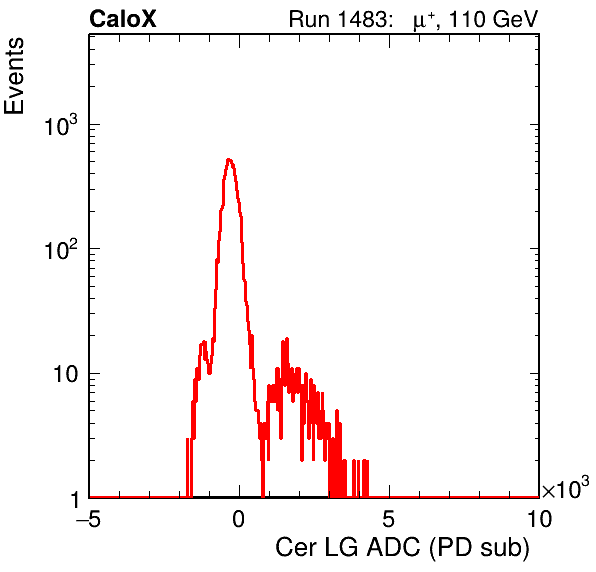 CaloX Run 1483: μ⁺, 110 GeV
Events
10³
10²
10
1
−5 0 5 10 ×10³
Cer LG ADC (PD sub)